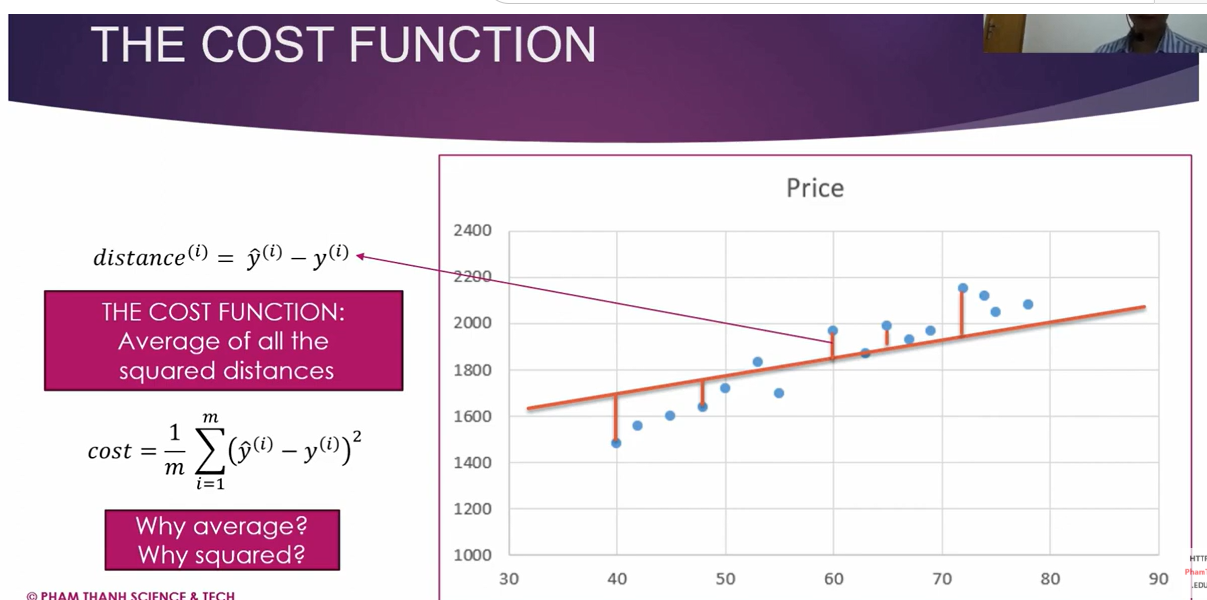 THE COST FUNCTION
distance⁽ⁱ⁾ = ŷ⁽ⁱ⁾ − y⁽ⁱ⁾
THE COST FUNCTION:
Average of all the
squared distances
cost = 1/m ∑ᵢ₌₁ᵐ (ŷ⁽ⁱ⁾ − y⁽ⁱ⁾)²
Why average?
Why squared?
© PHAM THANH SCIENCE & TECH
Price
2400
2200
2000
1800
1600
1400
1200
1000
30 40 50 60 70 80 90
.EDU